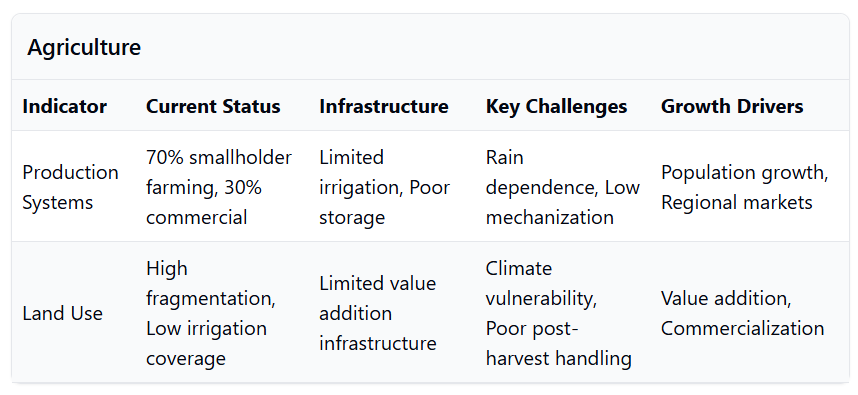 Agriculture
Indicator Current Status Infrastructure Key Challenges Growth Drivers
Production Systems
70% smallholder
farming, 30%
commercial
Limited
irrigation, Poor
storage
Rain
dependence, Low
mechanization
Population growth,
Regional markets
Land Use
High
fragmentation,
Low irrigation
coverage
Limited value
addition
infrastructure
Climate
vulnerability,
Poor post-
harvest handling
Value addition,
Commercialization